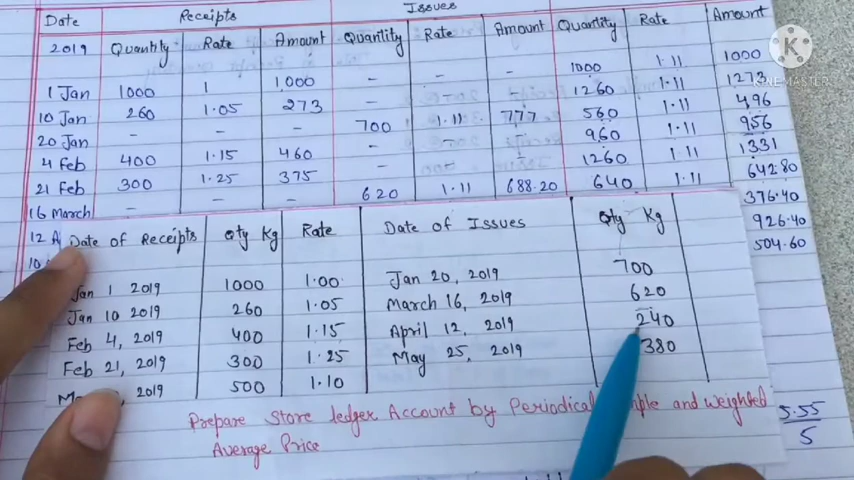 Receipts Issues
Date Quantity Rate Amount Quantity Rate Amount Quantity Rate Amount
2019
1 Jan 1000 1 1,000 – – – 1000 1.11 1000
10 Jan 260 1.05 273 – – – 1260 1.11 1273
20 Jan – – – 700 1.11 777 560 1.11 496
4 Feb 400 1.15 460 – – – 960 1.11 956
21 Feb 300 1.25 375 – – – 1260 1.11 1331
16 March – – – 620 1.11 688.20 640 1.11 642.80
376.40
926.40
504.60
5.55
5
Date of Receipts Qty Kg Rate Date of Issues Qty Kg
Jan 1 2019 1000 1.00 Jan 20, 2019 700
Jan 10 2019 260 1.05 March 16, 2019 620
Feb 4, 2019 400 1.15 April 12, 2019 240
Feb 21, 2019 300 1.25 May 25, 2019 380
2019 500 1.10
Prepare Store ledger Account by Periodical and weighted
Average Price
KINEMASTER